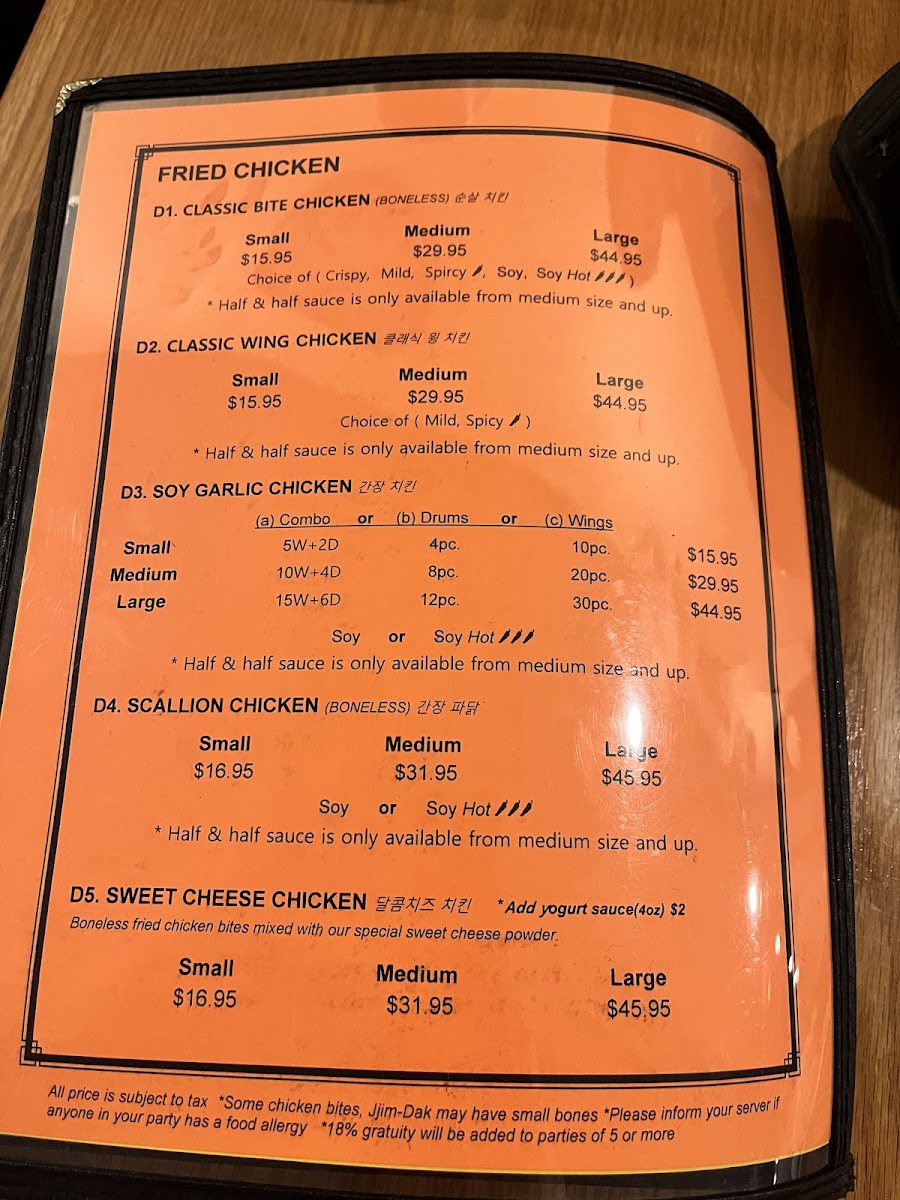 FRIED CHICKEN
D1. CLASSIC BITE CHICKEN (BONELESS) 순살 치킨
Small Medium Large
$15.95 $29.95 $44.95
Choice of ( Crispy, Mild, Spircy , Soy, Soy Hot )
* Half & half sauce is only available from medium size and up.
D2. CLASSIC WING CHICKEN 클래식 윙 치킨
Small Medium Large
$15.95 $29.95 $44.95
Choice of ( Mild, Spicy )
* Half & half sauce is only available from medium size and up.
D3. SOY GARLIC CHICKEN 간장 치킨
(a) Combo or (b) Drums or (c) Wings
Small 5W+2D 4pc. 10pc. $15.95
Medium 10W+4D 8pc. 20pc. $29.95
Large 15W+6D 12pc. 30pc. $44.95
Soy or Soy Hot
* Half & half sauce is only available from medium size and up.
D4. SCALLION CHICKEN (BONELESS) 간장 파닭
Small Medium Large
$16.95 $31.95 $45.95
Soy or Soy Hot
* Half & half sauce is only available from medium size and up.
D5. SWEET CHEESE CHICKEN 달콤치즈 치킨 *Add yogurt sauce(4oz) $2
Boneless fried chicken bites mixed with our special sweet cheese powder.
Small Medium Large
$16.95 $31.95 $45.95
All price is subject to tax *Some chicken bites, Jjim-Dak may have small bones *Please inform your server if
anyone in your party has a food allergy *18% gratuity will be added to parties of 5 or more